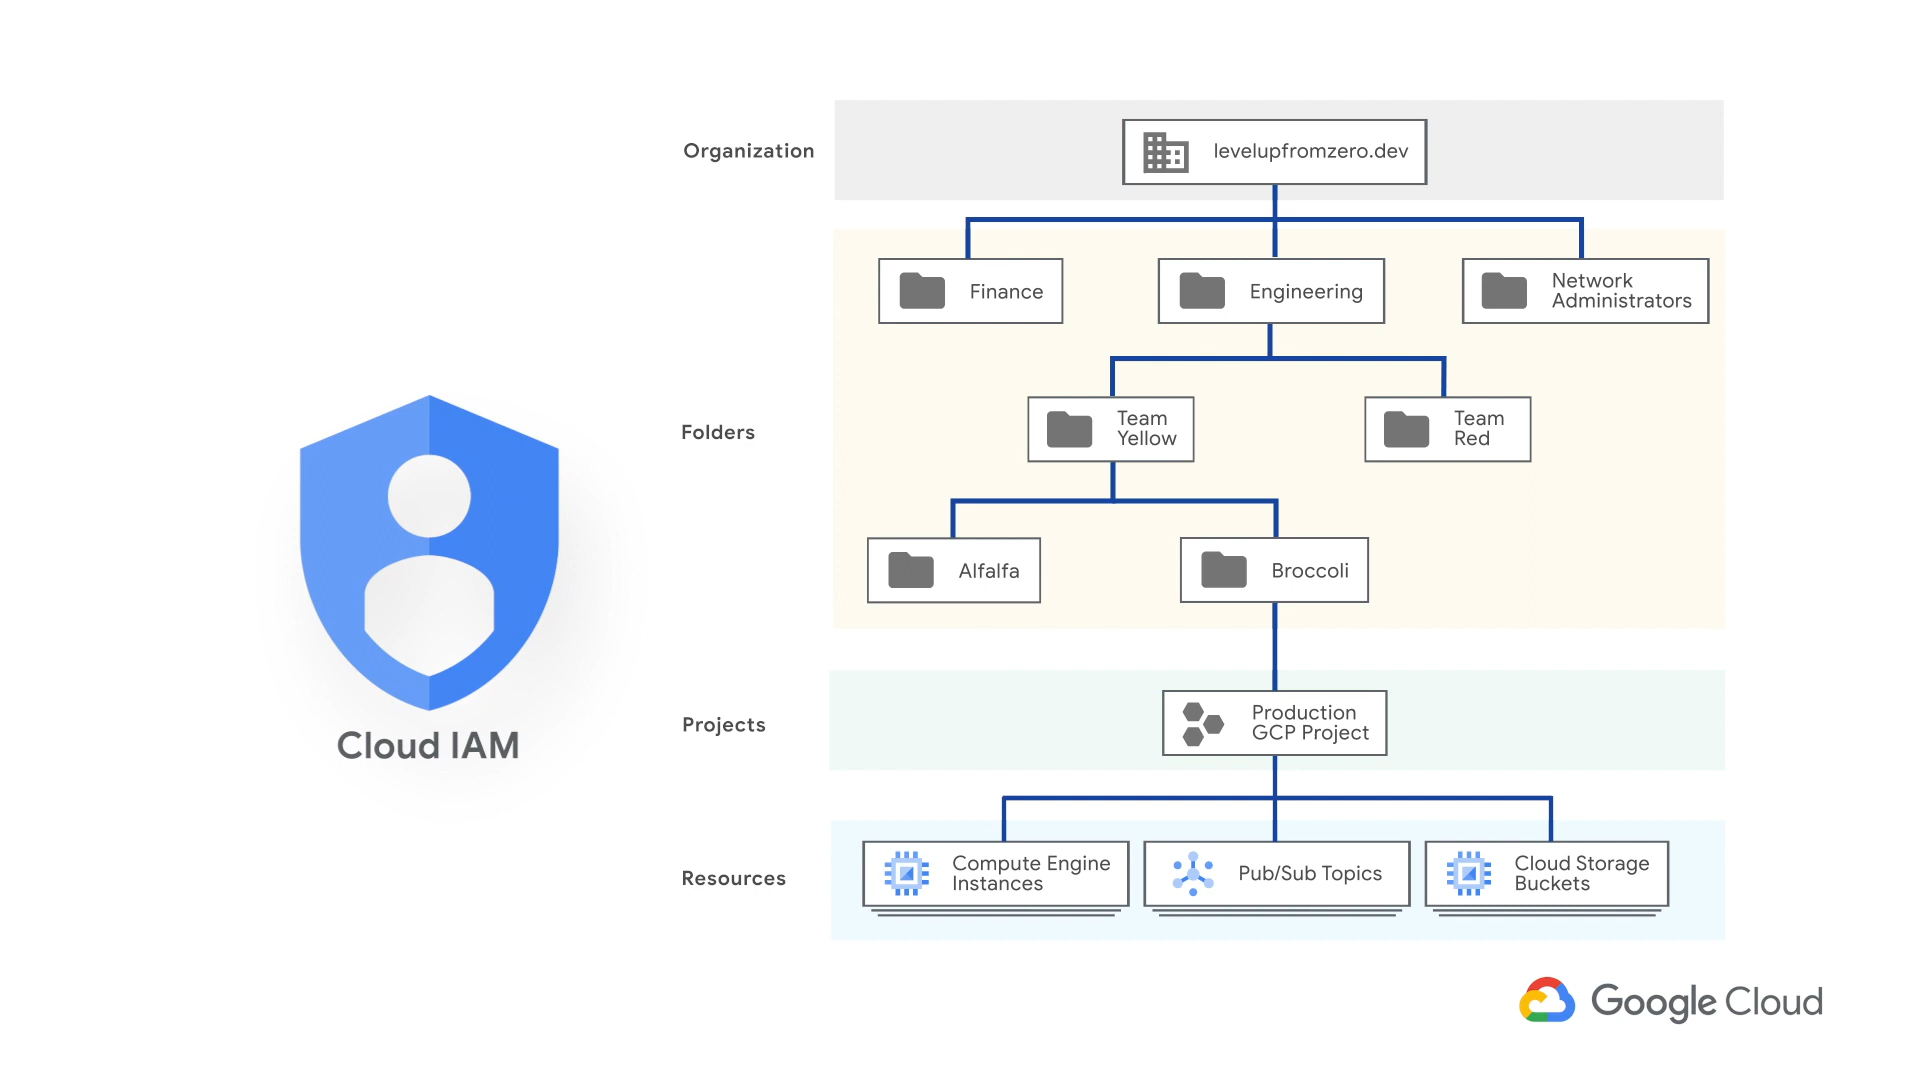 Organization
levelupfromzero.dev
Finance
Engineering
Network
Administrators
Folders
Team
Yellow
Team
Red
Alfalfa
Broccoli
Projects
Production
GCP Project
Cloud IAM
Resources
Compute Engine
Instances
Pub/Sub Topics
Cloud Storage
Buckets
Google Cloud